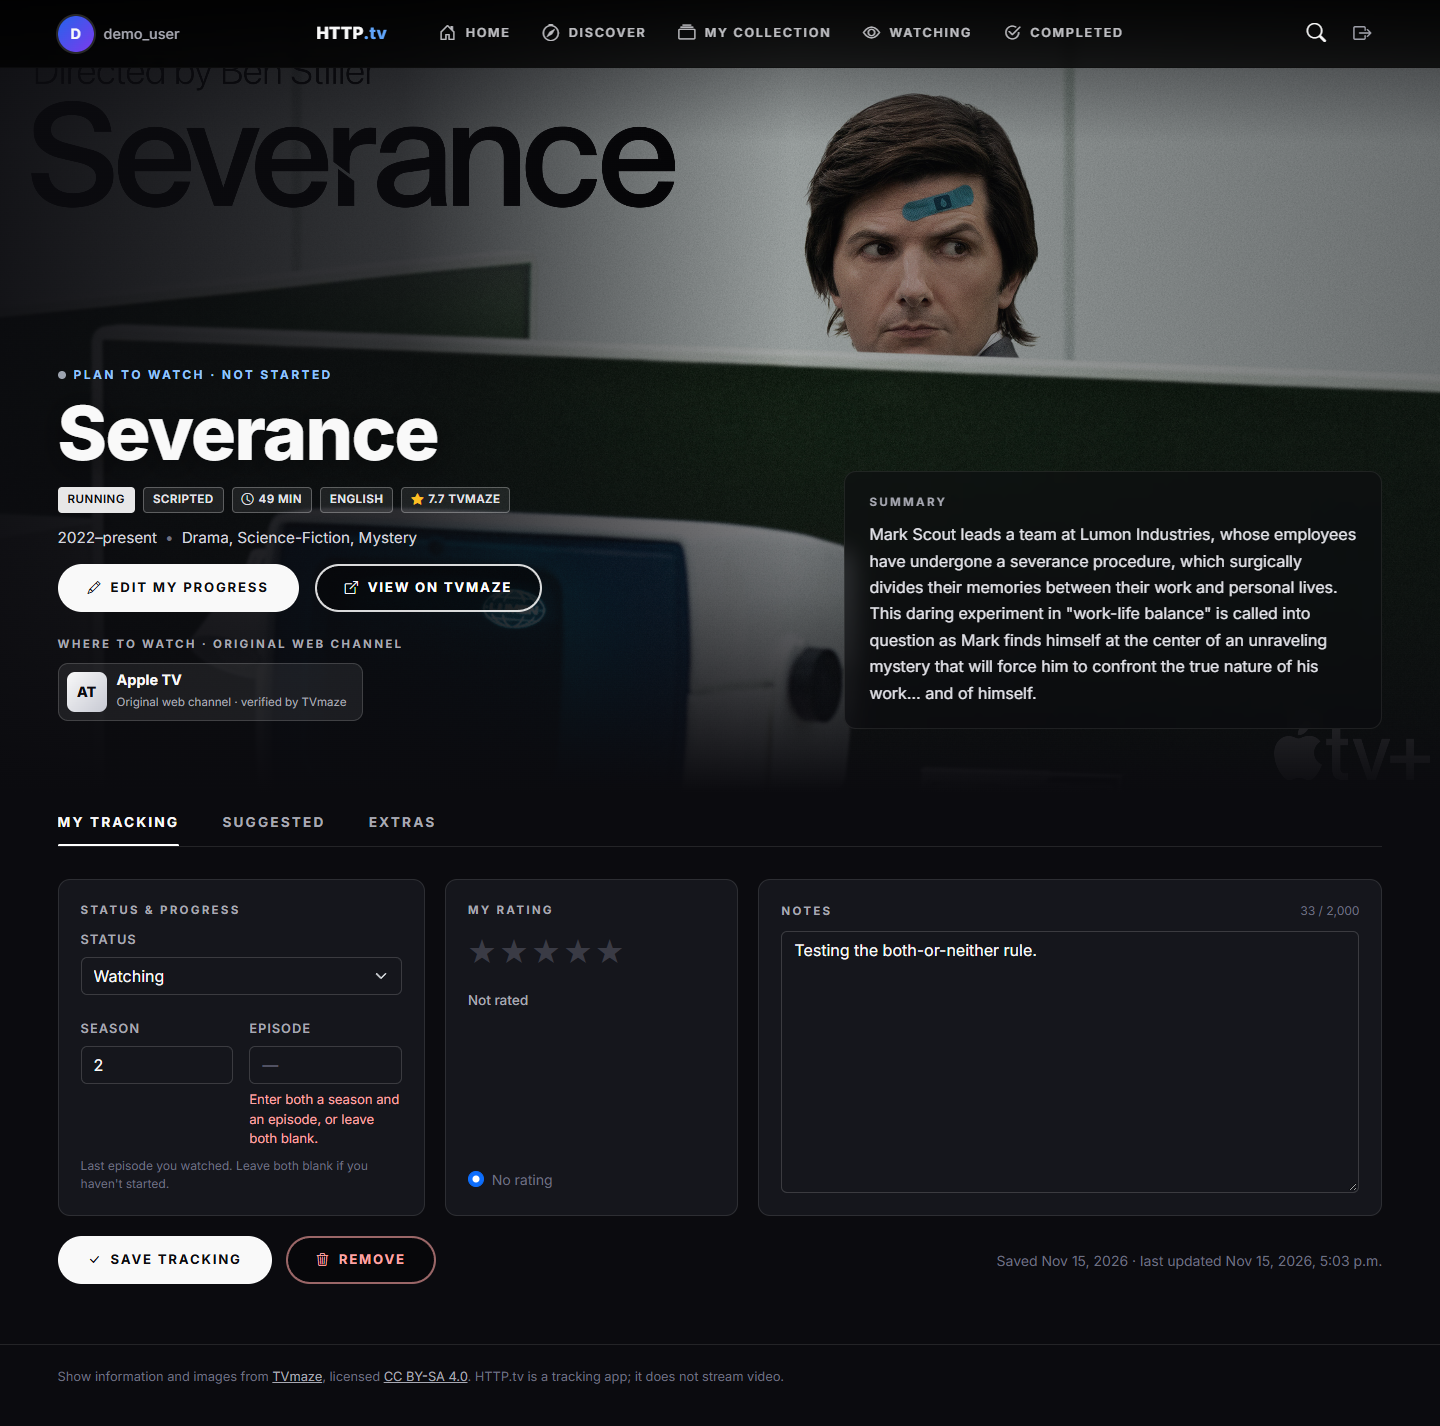 D demo_user HTTP.tv HOME DISCOVER MY COLLECTION WATCHING COMPLETED
Directed by Ben Stiller
Severance
PLAN TO WATCH · NOT STARTED
Severance
RUNNING SCRIPTED 49 MIN ENGLISH 7.7 TVMAZE
2022–present • Drama, Science-Fiction, Mystery
EDIT MY PROGRESS VIEW ON TVMAZE
WHERE TO WATCH · ORIGINAL WEB CHANNEL
AT Apple TV
Original web channel · verified by TVmaze
SUMMARY
Mark Scout leads a team at Lumon Industries, whose employees
have undergone a severance procedure, which surgically
divides their memories between their work and personal lives.
This daring experiment in "work-life balance" is called into
question as Mark finds himself at the center of an unraveling
mystery that will force him to confront the true nature of his
work... and of himself.
tv+
MY TRACKING SUGGESTED EXTRAS
STATUS & PROGRESS
STATUS
Watching
SEASON EPISODE
2 —
Enter both a season and
an episode, or leave
both blank.
Last episode you watched. Leave both blank if you
haven't started.
MY RATING
Not rated
No rating
NOTES 33 / 2,000
Testing the both-or-neither rule.
SAVE TRACKING REMOVE
Saved Nov 15, 2026 · last updated Nov 15, 2026, 5:03 p.m.
Show information and images from TVmaze, licensed CC BY-SA 4.0. HTTP.tv is a tracking app; it does not stream video.